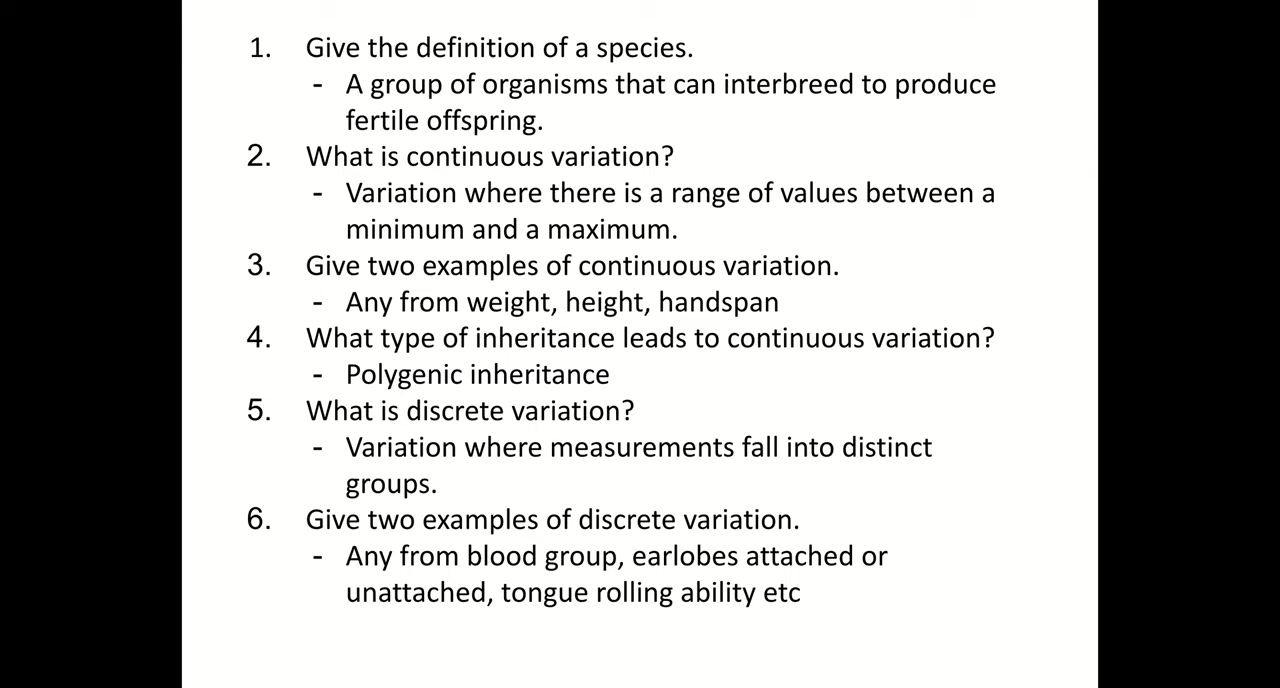 1. Give the definition of a species.
- A group of organisms that can interbreed to produce
fertile offspring.
2. What is continuous variation?
- Variation where there is a range of values between a
minimum and a maximum.
3. Give two examples of continuous variation.
- Any from weight, height, handspan
4. What type of inheritance leads to continuous variation?
- Polygenic inheritance
5. What is discrete variation?
- Variation where measurements fall into distinct
groups.
6. Give two examples of discrete variation.
- Any from blood group, earlobes attached or
unattached, tongue rolling ability etc